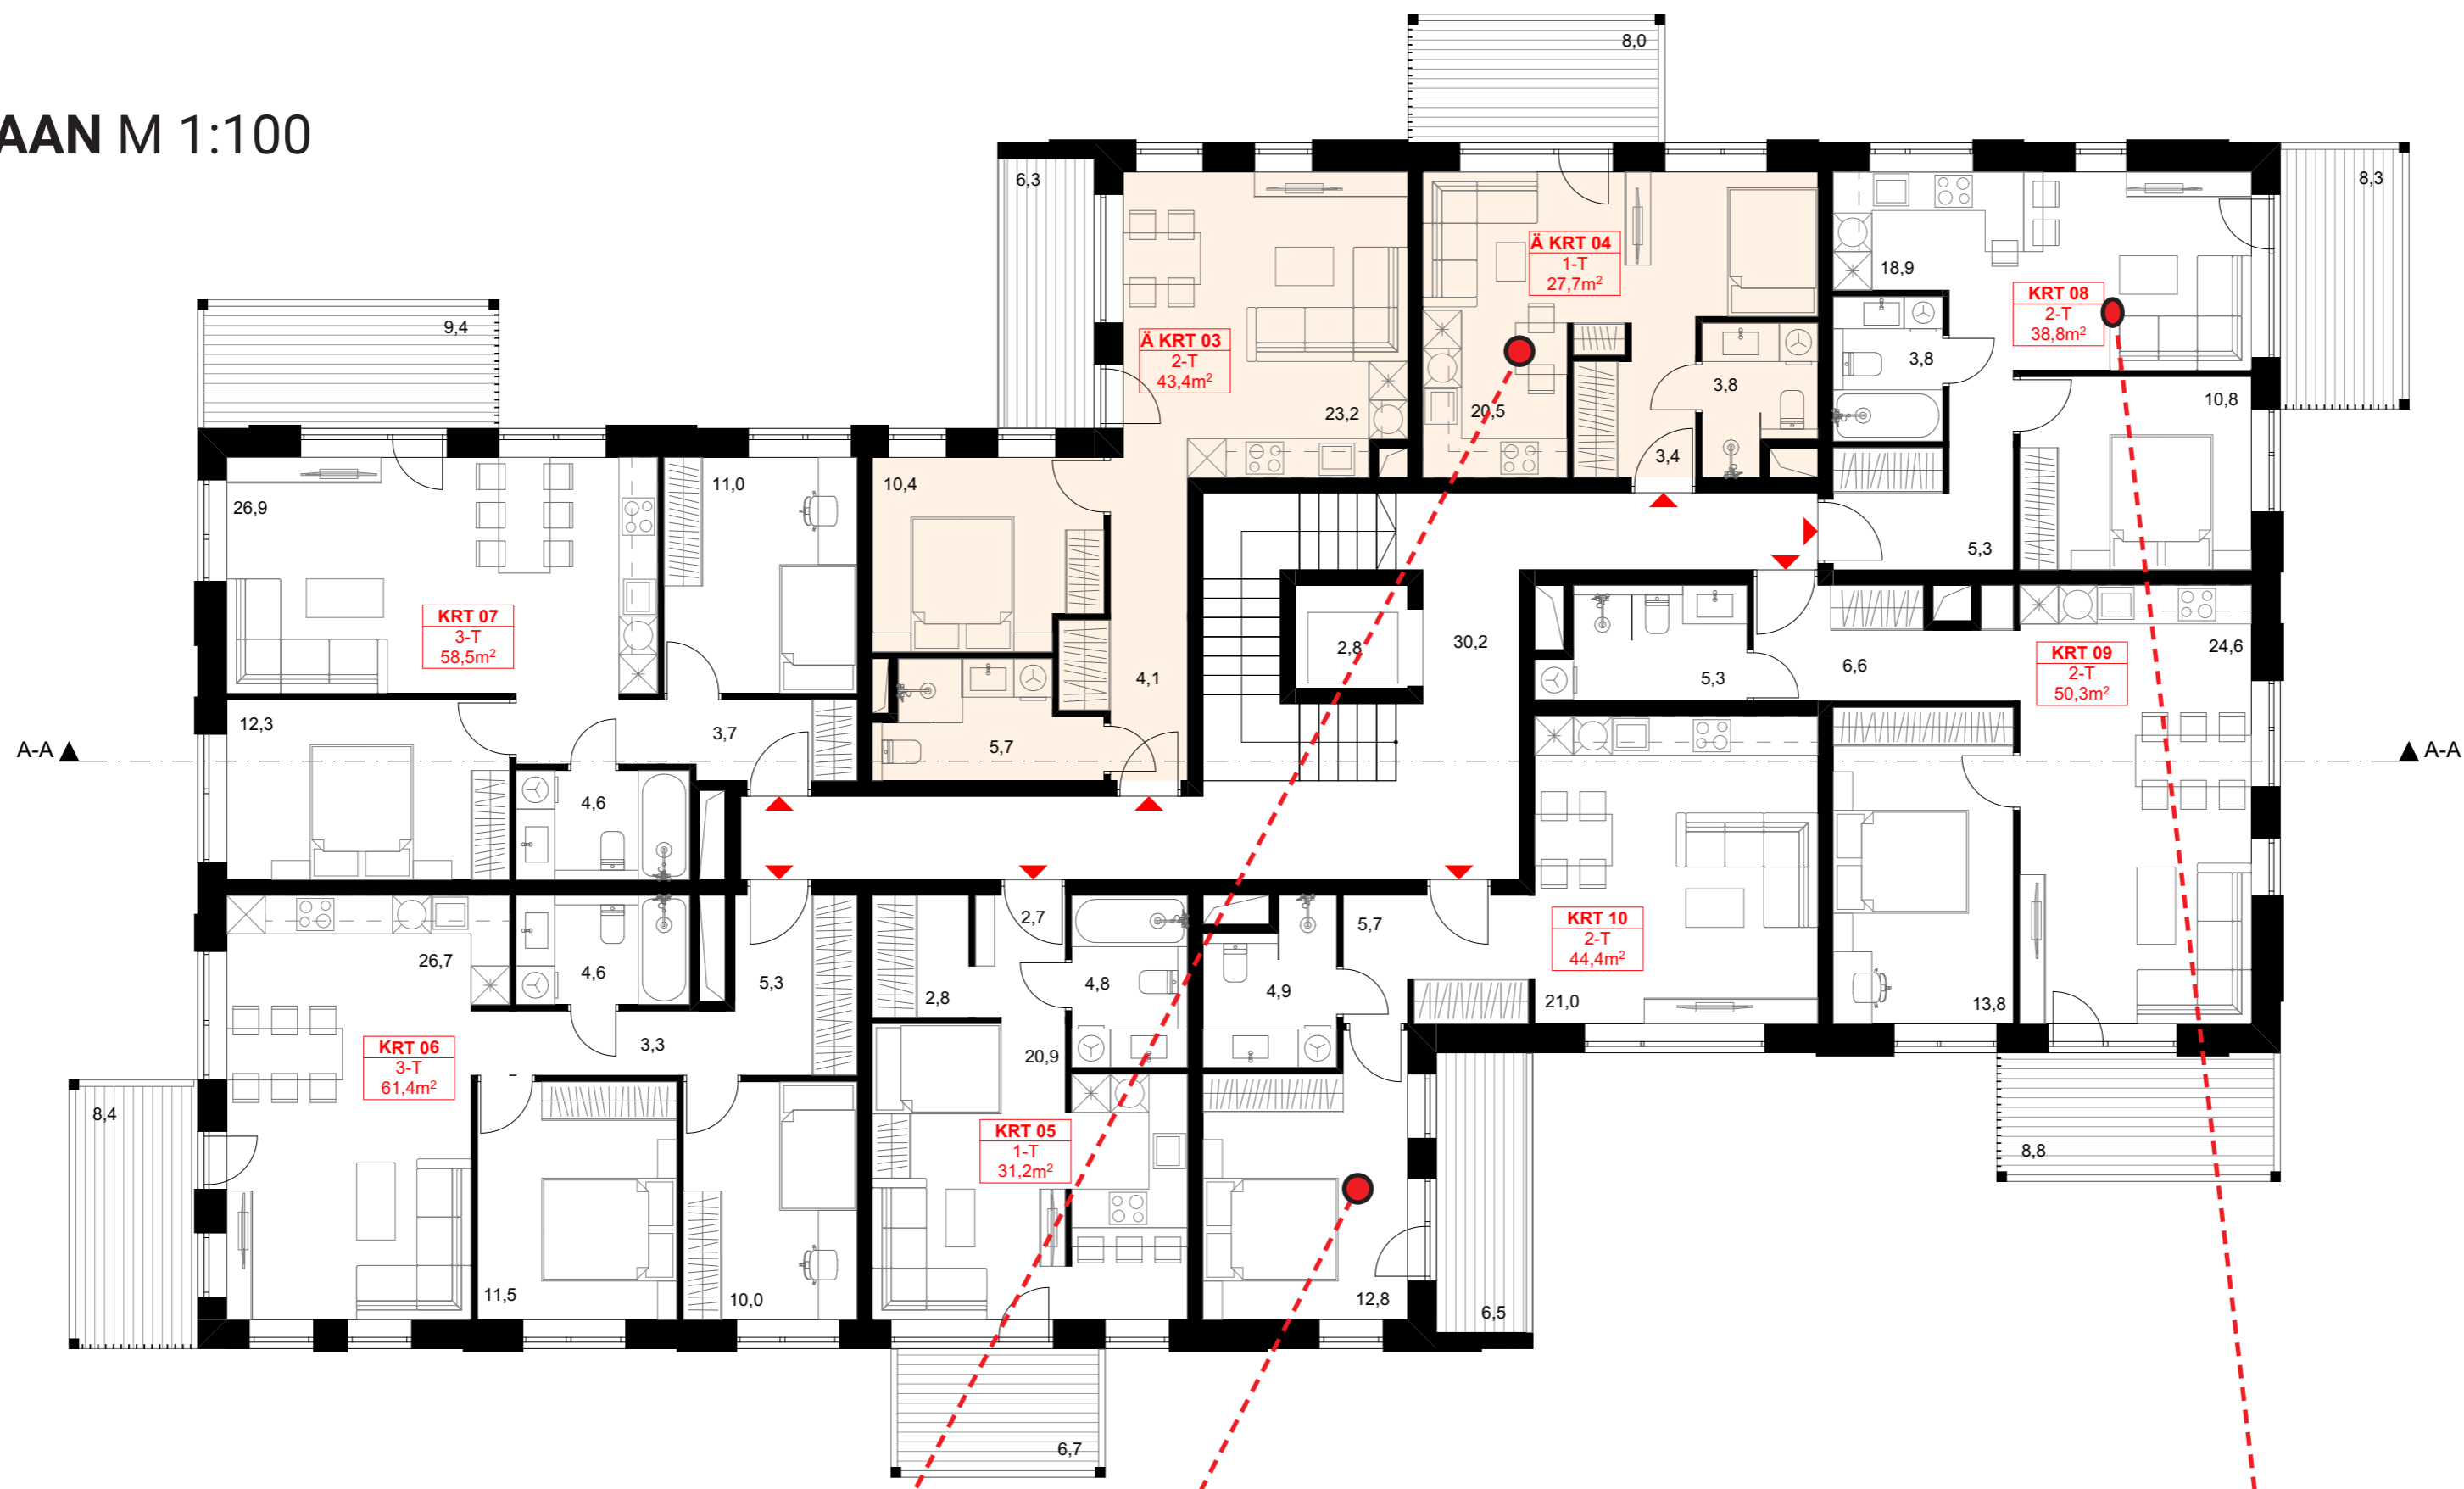 AAN M 1:100
8,0
6,3
8,3
Ä KRT 04
1-T
27,7m²
18,9
KRT 08
2-T
38,8m²
9,4
Ä KRT 03
2-T
43,4m²
3,8
3,8
10,8
23,2
20,5
3,4
26,9
11,0
10,4
5,3
KRT 07
3-T
58,5m²
2,8
30,2
5,3
6,6
KRT 09
2-T
50,3m²
24,6
4,1
12,3
3,7
5,7
A-A
A-A
4,6
26,7
4,6
5,3
2,7
2,8
4,8
4,9
5,7
KRT 10
2-T
44,4m²
21,0
13,8
3,3
20,9
KRT 06
3-T
61,4m²
8,4
KRT 05
1-T
31,2m²
8,8
11,5
10,0
12,8
6,5
6,7